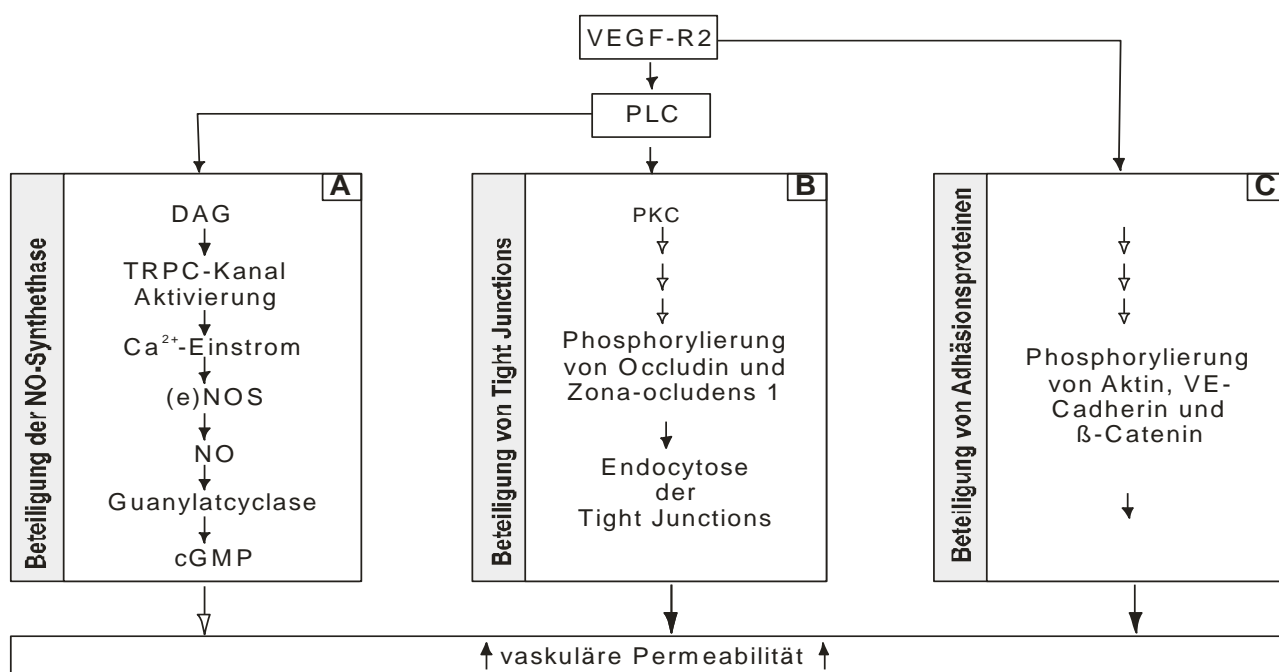 VEGF-R2
PLC
A
Beteiligung der NO-Synthethase
DAG
TRPC-Kanal
Aktivierung
Ca²⁺-Einstrom
(e)NOS
NO
Guanylatcyclase
cGMP
B
Beteiligung von Tight Junctions
PKC
Phosphorylierung
von Occludin und
Zona-ocludens 1
Endocytose
der
Tight Junctions
C
Beteiligung von Adhäsionsproteinen
Phosphorylierung
von Aktin, VE-
Cadherin und
ß-Catenin
vaskuläre Permeabilität